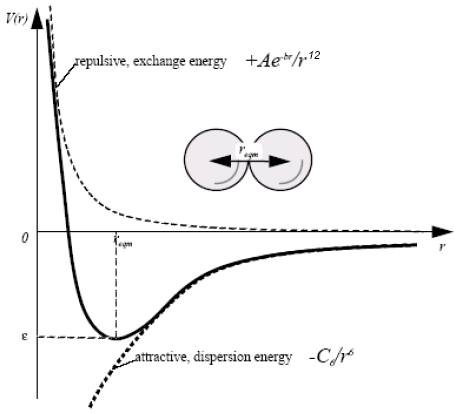 V(r)
repulsive, exchange energy +Ae^-br/r^12
r_eqm
0
r_eqm
r
ε
attractive, dispersion energy -C_6/r^6